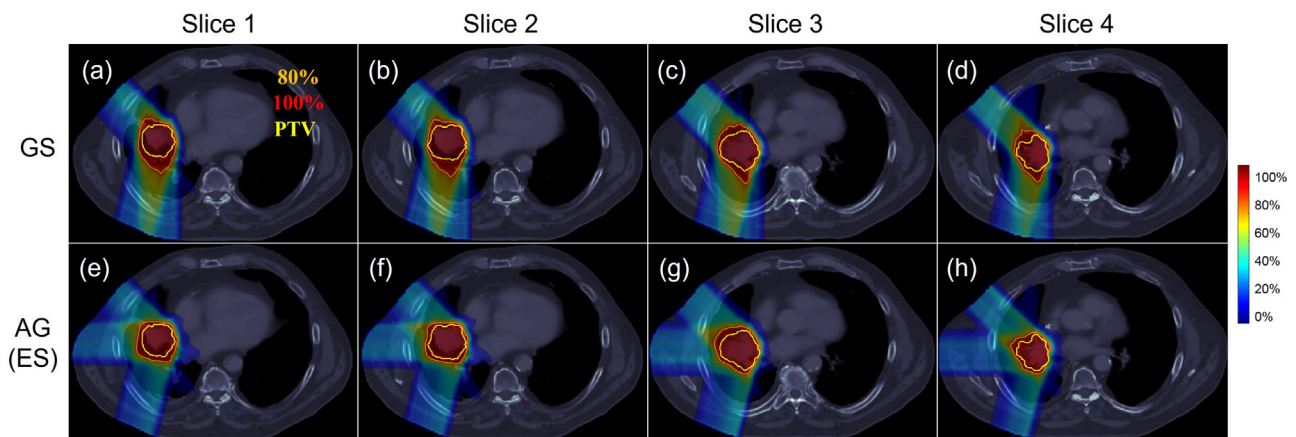 Slice 1 Slice 2 Slice 3 Slice 4
(a) (b) (c) (d)
80%
100%
PTV
GS
(e) (f) (g) (h)
AG
(ES)
100%
80%
60%
40%
20%
0%